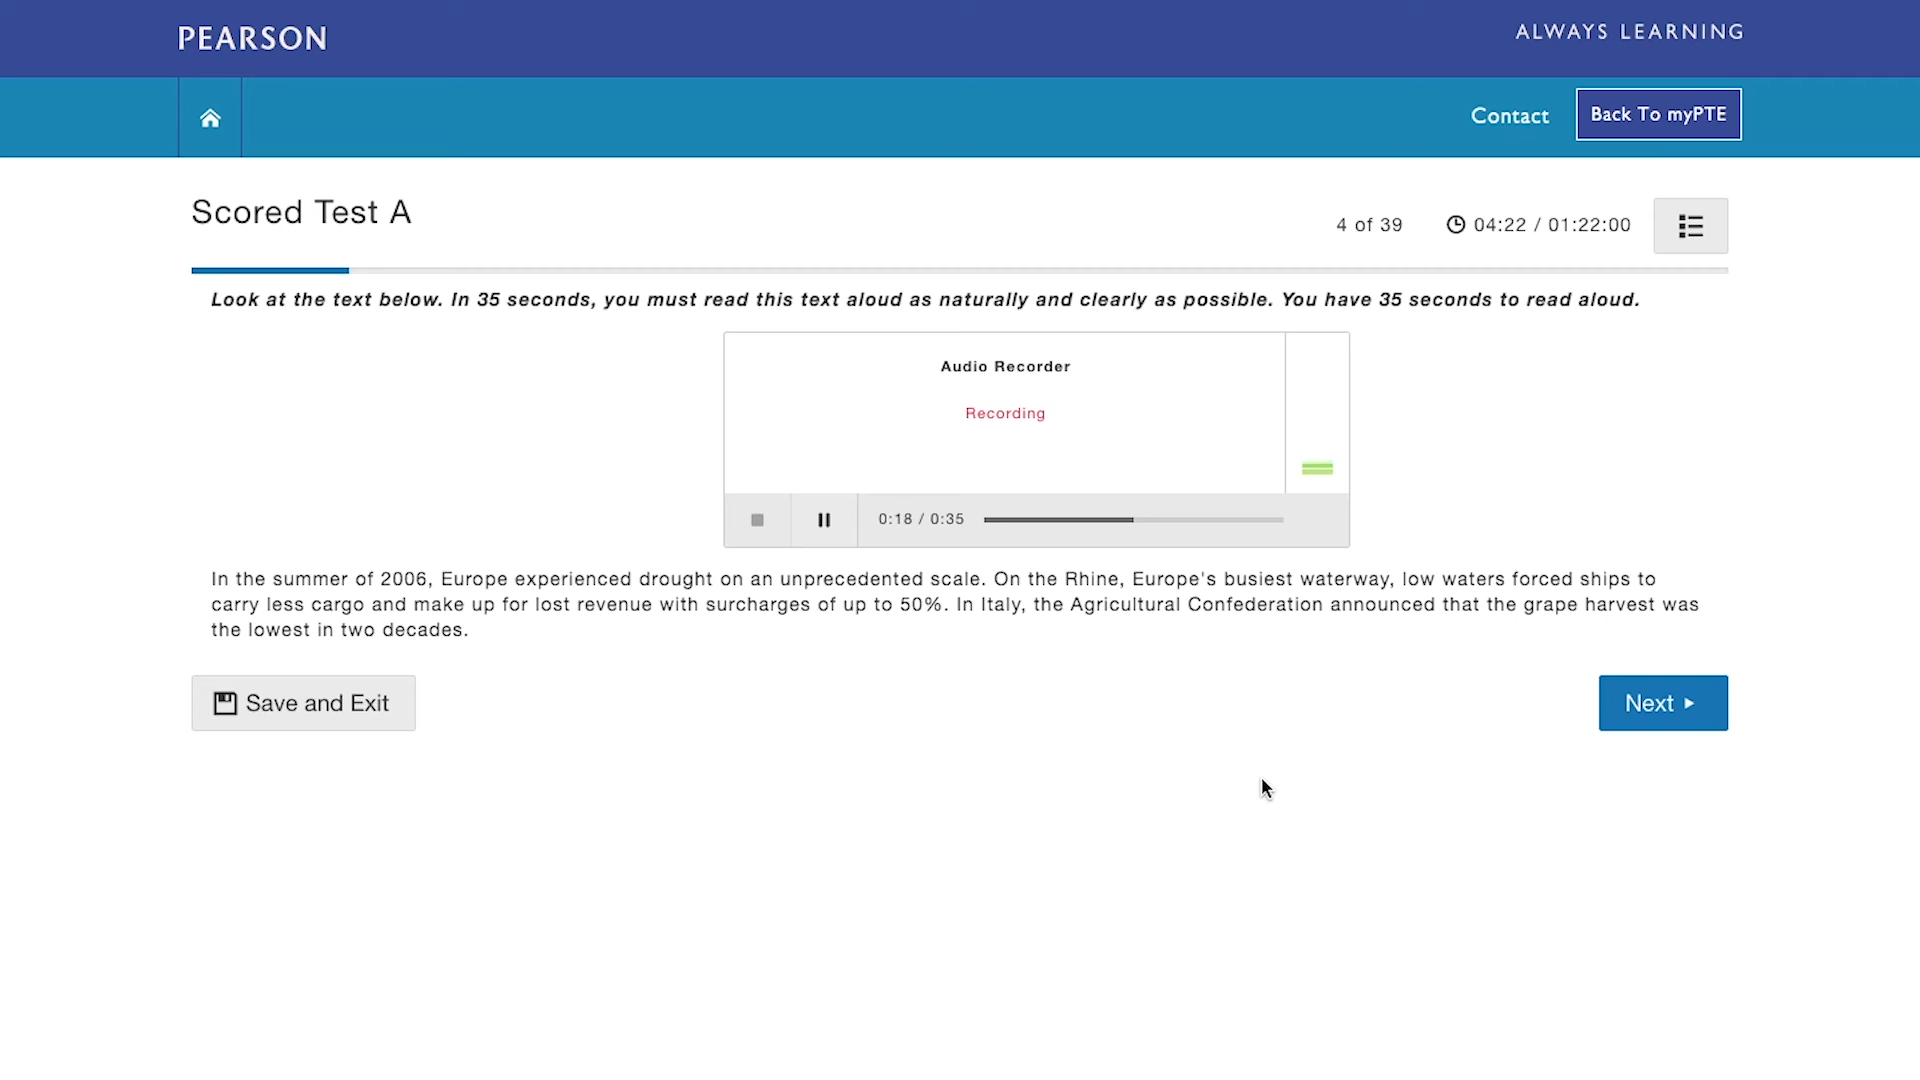 PEARSON
ALWAYS LEARNING
Contact
Back To myPTE
Scored Test A
4 of 39
04:22 / 01:22:00
Look at the text below. In 35 seconds, you must read this text aloud as naturally and clearly as possible. You have 35 seconds to read aloud.
Audio Recorder
Recording
0:18 / 0:35
In the summer of 2006, Europe experienced drought on an unprecedented scale. On the Rhine, Europe's busiest waterway, low waters forced ships to
carry less cargo and make up for lost revenue with surcharges of up to 50%. In Italy, the Agricultural Confederation announced that the grape harvest was
the lowest in two decades.
Save and Exit
Next